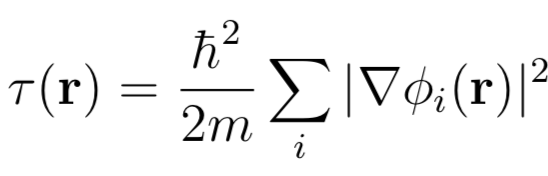 τ(𝐫) = ℏ²/2m ∑ᵢ |∇ϕᵢ(𝐫)|²